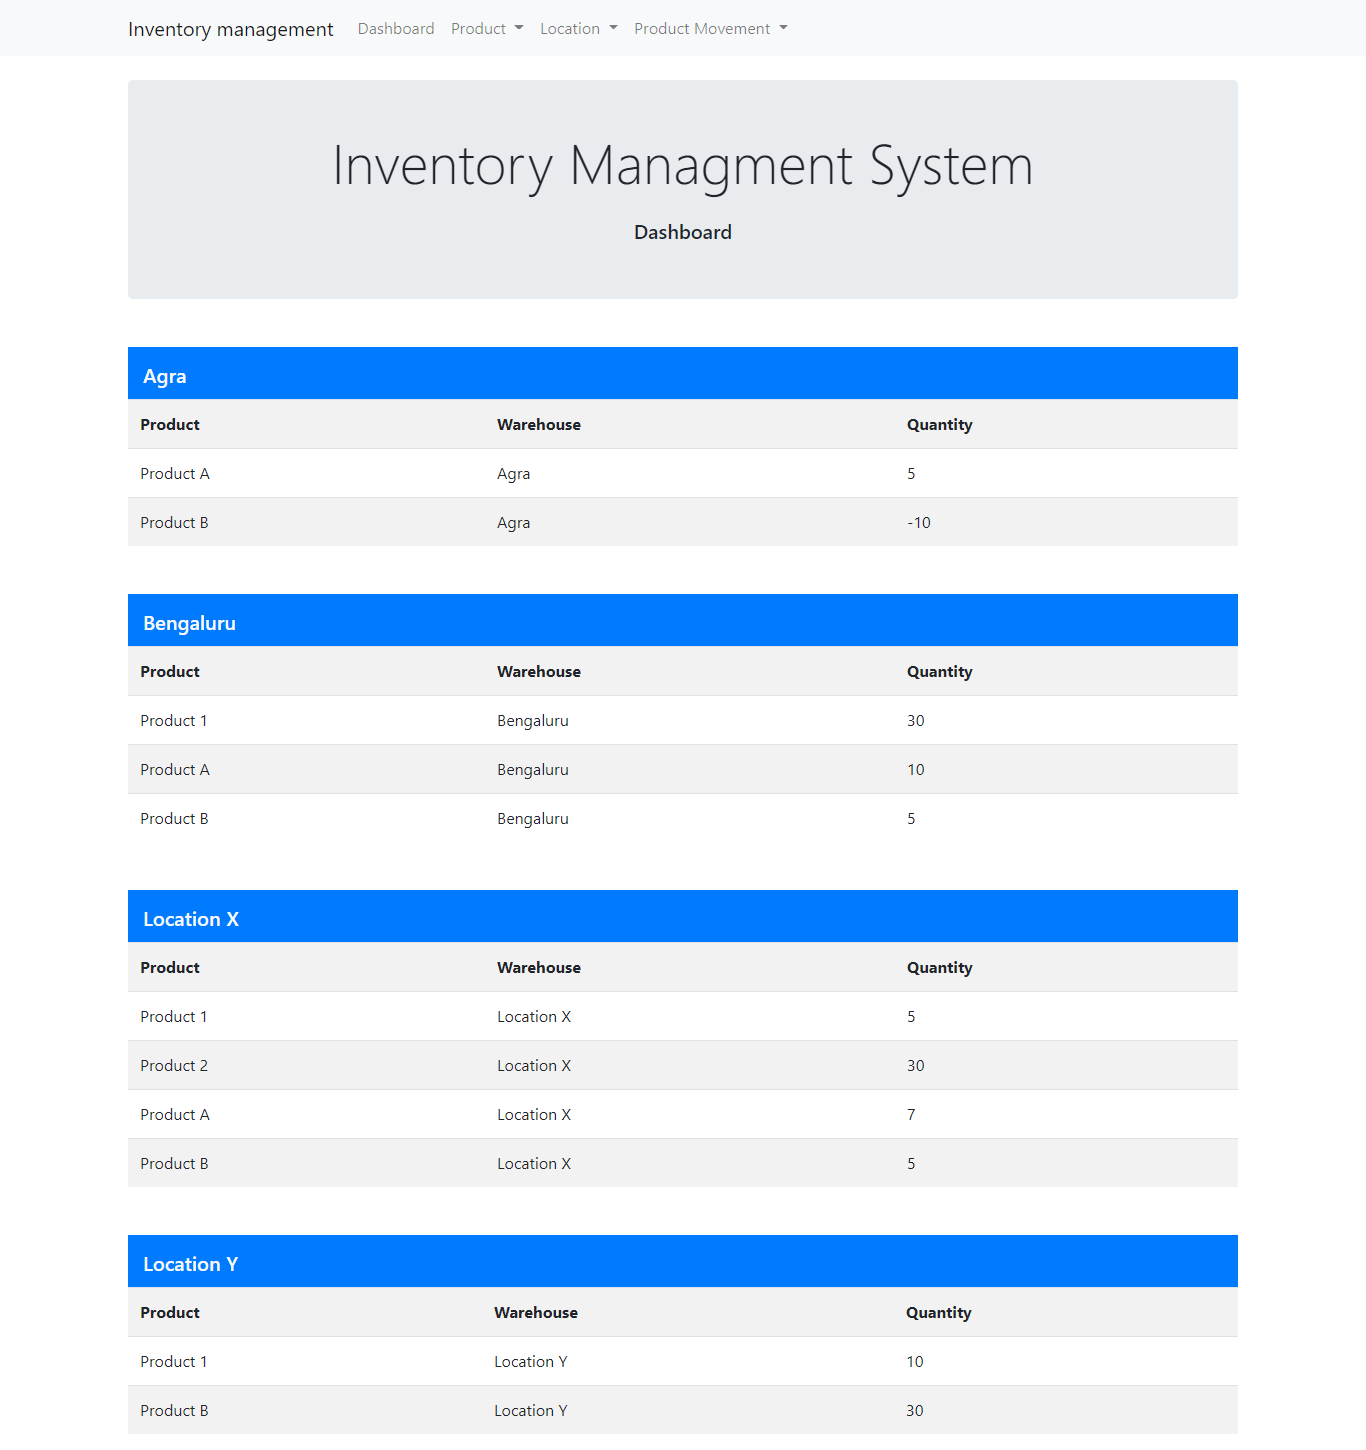 Inventory management Dashboard Product Location Product Movement
Inventory Managment System
Dashboard
Agra
Product Warehouse Quantity
Product A Agra 5
Product B Agra -10
Bengaluru
Product Warehouse Quantity
Product 1 Bengaluru 30
Product A Bengaluru 10
Product B Bengaluru 5
Location X
Product Warehouse Quantity
Product 1 Location X 5
Product 2 Location X 30
Product A Location X 7
Product B Location X 5
Location Y
Product Warehouse Quantity
Product 1 Location Y 10
Product B Location Y 30